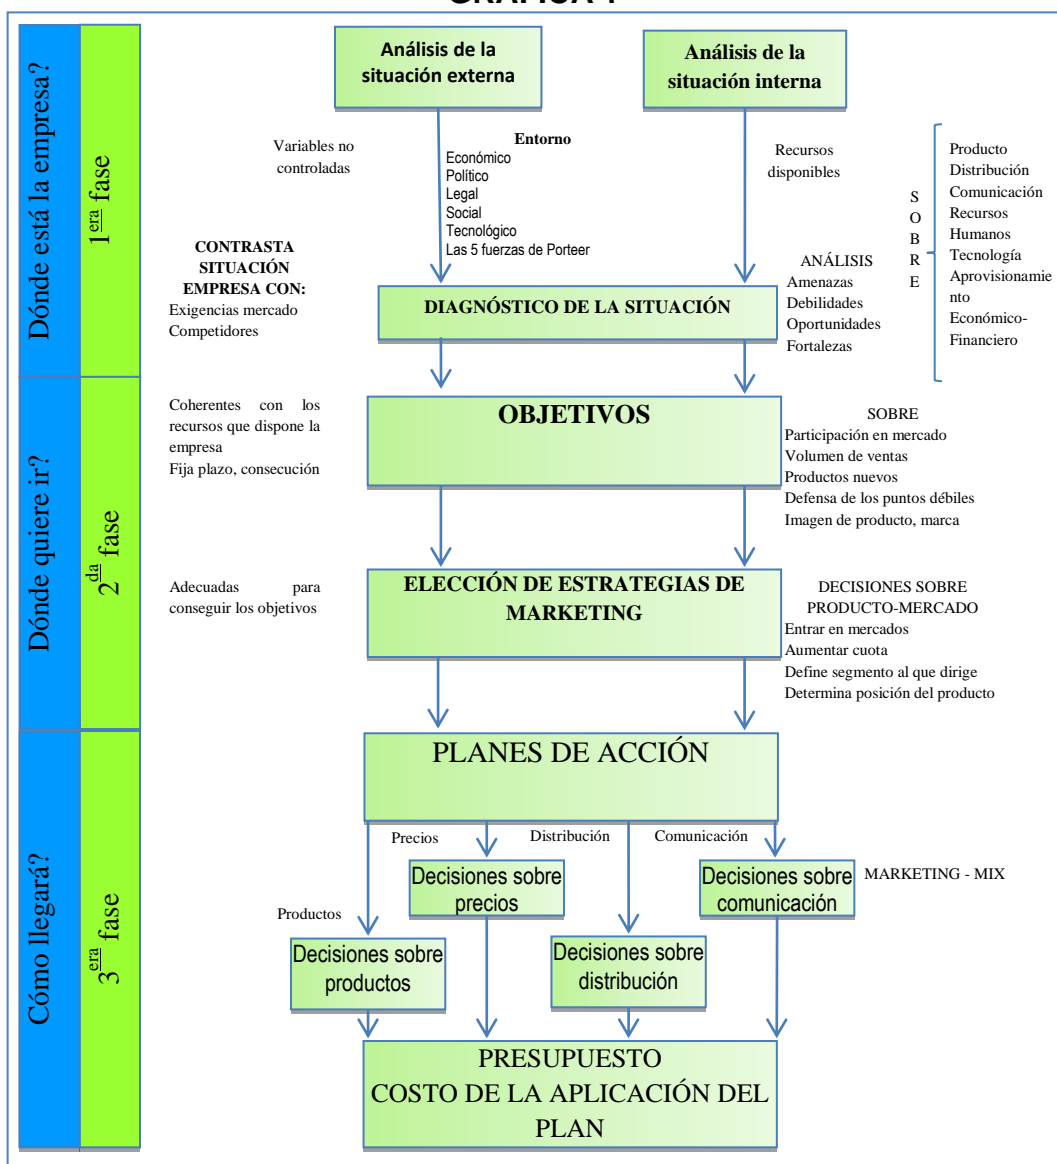 GRÁFICA 1
Dónde está la empresa?
1era fase
Análisis de la
situación externa
Análisis de la
situación interna
Variables no
controladas
Entorno
Económico
Político
Legal
Social
Tecnológico
Las 5 fuerzas de Porteer
Recursos
disponibles
S
O
B
R
E
Producto
Distribución
Comunicación
Recursos
Humanos
Tecnología
Aprovisionamie
nto
Económico-
Financiero
CONTRASTA
SITUACIÓN
EMPRESA CON:
Exigencias mercado
Competidores
DIAGNÓSTICO DE LA SITUACIÓN
ANÁLISIS
Amenazas
Debilidades
Oportunidades
Fortalezas
Dónde quiere ir?
2da fase
Coherentes con los
recursos que dispone la
empresa
Fija plazo, consecución
OBJETIVOS
SOBRE
Participación en mercado
Volumen de ventas
Productos nuevos
Defensa de los puntos débiles
Imagen de producto, marca
Adecuadas para
conseguir los objetivos
ELECCIÓN DE ESTRATEGIAS DE
MARKETING
DECISIONES SOBRE
PRODUCTO-MERCADO
Entrar en mercados
Aumentar cuota
Define segmento al que dirige
Determina posición del producto
Cómo llegará?
3era fase
PLANES DE ACCIÓN
Precios
Distribución
Comunicación
Decisiones sobre
precios
Decisiones sobre
comunicación
MARKETING - MIX
Productos
Decisiones sobre
productos
Decisiones sobre
distribución
PRESUPUESTO
COSTO DE LA APLICACIÓN DEL
PLAN